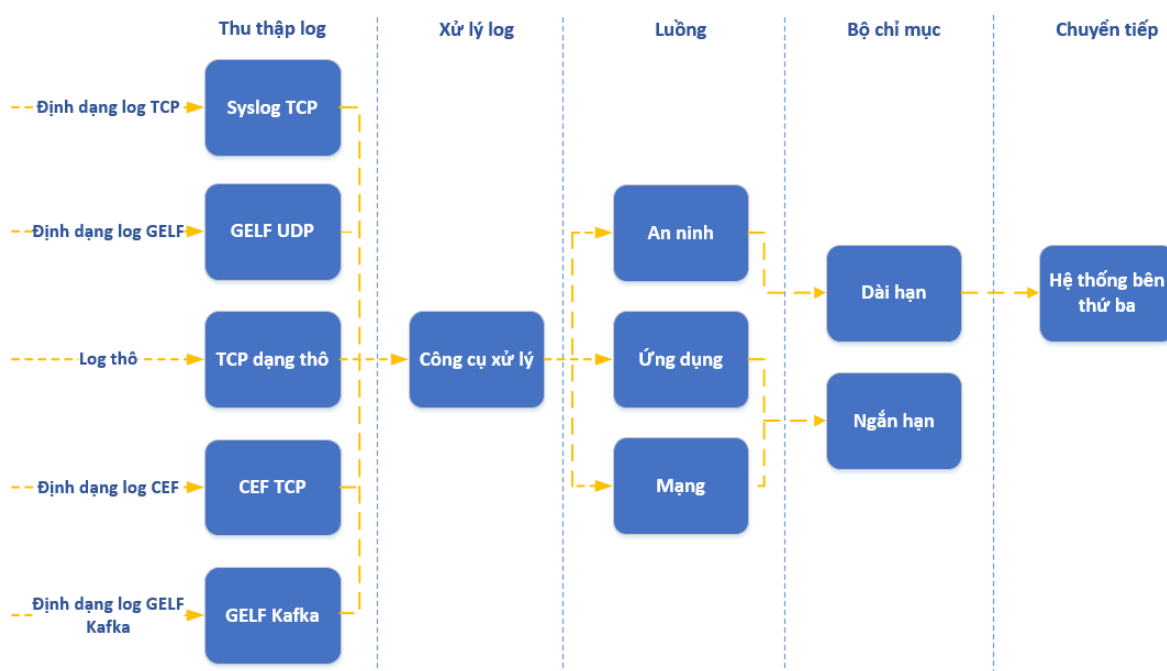 Thu thập log
Xử lý log
Luồng
Bộ chỉ mục
Chuyển tiếp
Định dạng log TCP
Syslog TCP
Định dạng log GELF
GELF UDP
An ninh
Dài hạn
Hệ thống bên
thứ ba
Log thô
TCP dạng thô
Công cụ xử lý
Ứng dụng
Ngắn hạn
Định dạng log CEF
CEF TCP
Mạng
Định dạng log GELF
Kafka
GELF Kafka